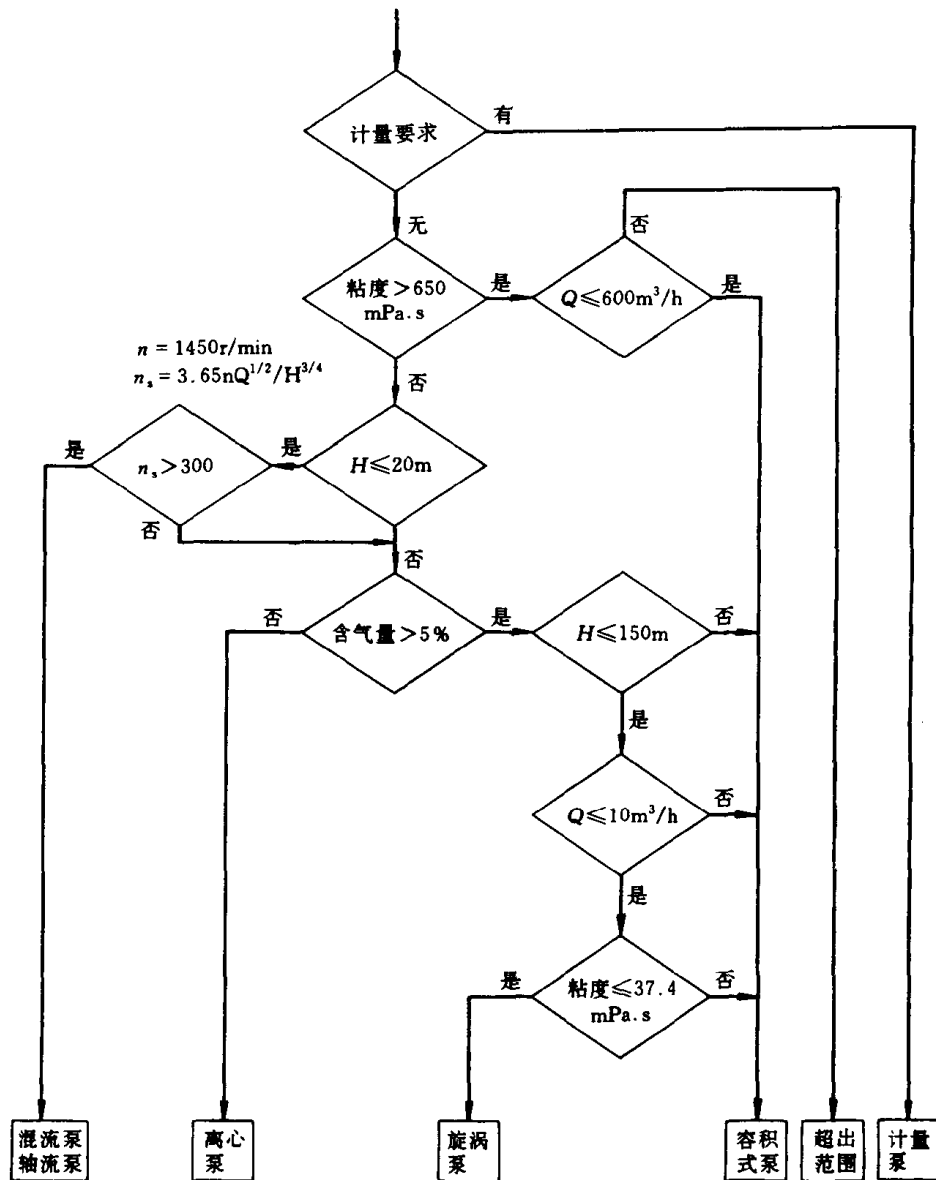 计量要求
有
无
粘度>650
mPa.s
是
Q≤600m³/h
否
是
n = 1450r/min
nₛ = 3.65nQ^{1/2}/H^{3/4}
否
是
nₛ>300
是
H≤20m
否
否
否
含气量>5%
是
H≤150m
否
是
Q≤10m³/h
否
是
是
粘度≤37.4
mPa.s
否
混流泵
轴流泵
离心
泵
旋涡
泵
容积
式泵
超出
范围
计量
泵